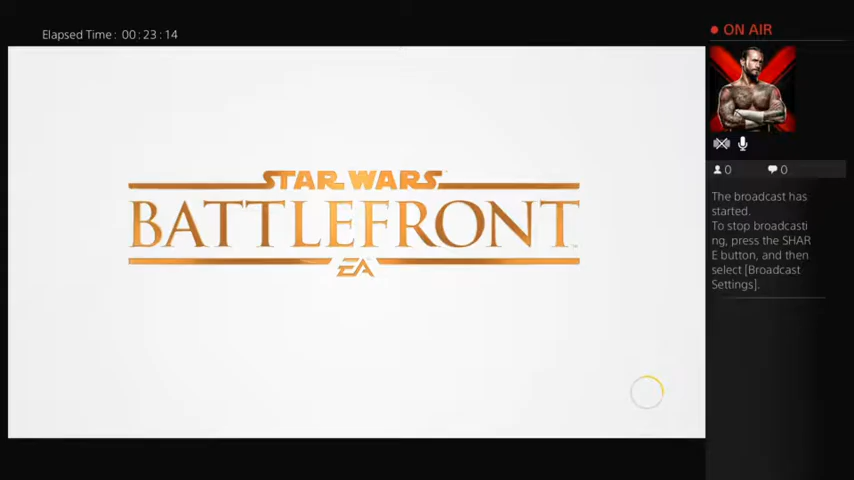 Elapsed Time: 00:23:14
ON AIR
0 0
STAR WARS
BATTLEFRONT
EA
The broadcast has
started.
To stop broadcasti
ng, press the SHAR
E button, and then
select [Broadcast
Settings].